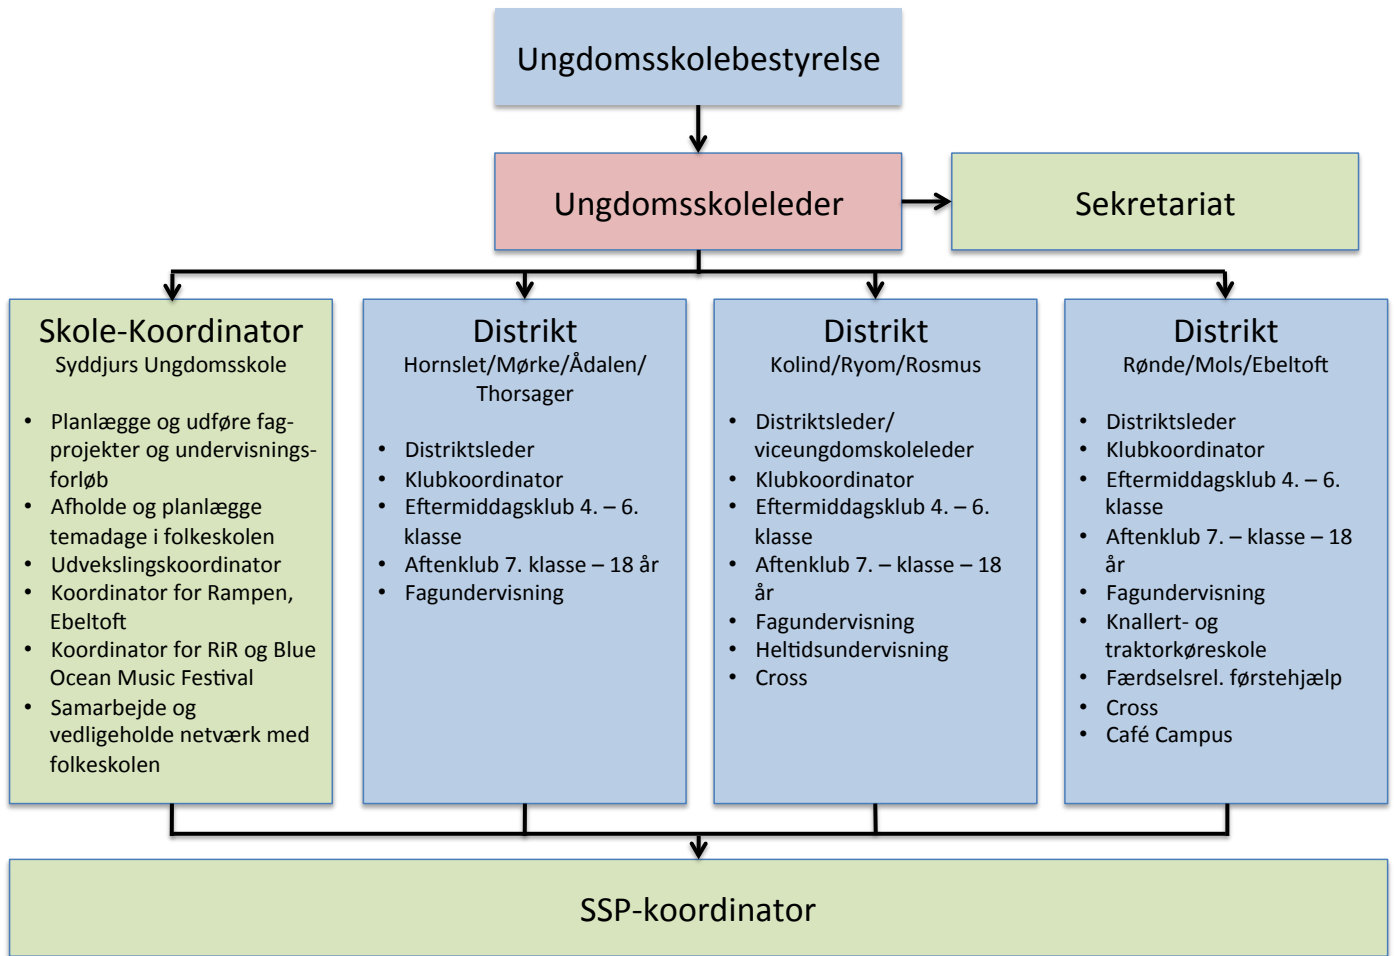 Ungdomsskolebestyrelse
Ungdomsskoleleder
Sekretariat
Skole-Koordinator
Syddjurs Ungdomsskole
• Planlægge og udføre fag-
projekter og undervisnings-
forløb
• Afholde og planlægge
temadage i folkeskolen
• Udvekslingskoordinator
• Koordinator for Rampen,
Ebeltoft
• Koordinator for RiR og Blue
Ocean Music Festival
• Samarbejde og
vedligeholde netværk med
folkeskolen
Distrikt
Hornslet/Mørke/Ådalen/
Thorsager
• Distriktsleder
• Klubkoordinator
• Eftermiddagsklub 4. – 6.
klasse
• Aftenklub 7. klasse – 18 år
• Fagundervisning
Distrikt
Kolind/Ryom/Rosmus
• Distriktsleder/
viceungdomskoleleder
• Klubkoordinator
• Eftermiddagsklub 4. – 6.
klasse
• Aftenklub 7. – klasse – 18
år
• Fagundervisning
• Heltidsundervisning
• Cross
Distrikt
Rønde/Mols/Ebeltoft
• Distriktsleder
• Klubkoordinator
• Eftermiddagsklub 4. – 6.
klasse
• Aftenklub 7. – klasse – 18
år
• Fagundervisning
• Knallert- og
traktorkøreskole
• Færdselsrel. førstehjælp
• Cross
• Café Campus
SSP-koordinator